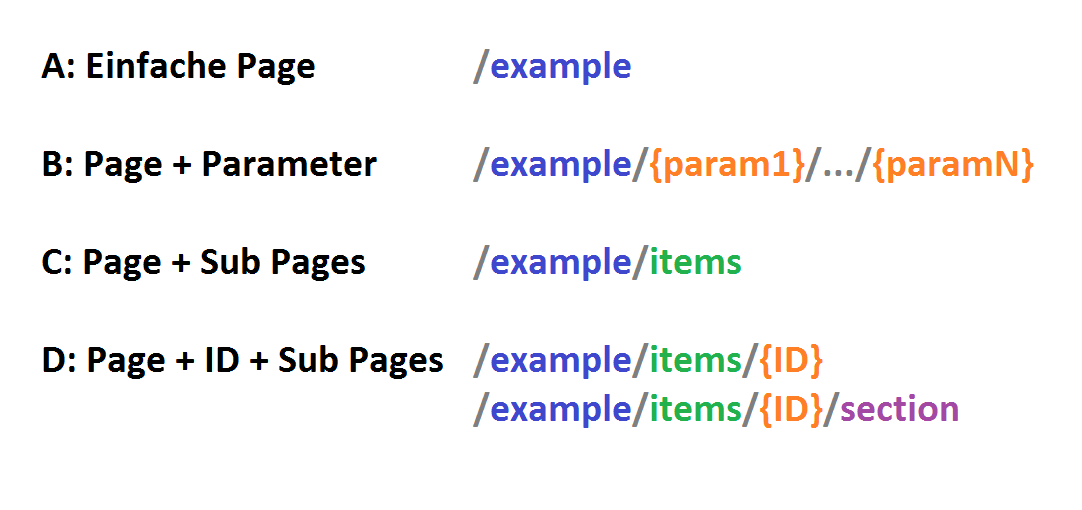 A: Einfache Page /example
B: Page + Parameter /example/{param1}/.../{paramN}
C: Page + Sub Pages /example/items
D: Page + ID + Sub Pages /example/items/{ID}
/example/items/{ID}/section